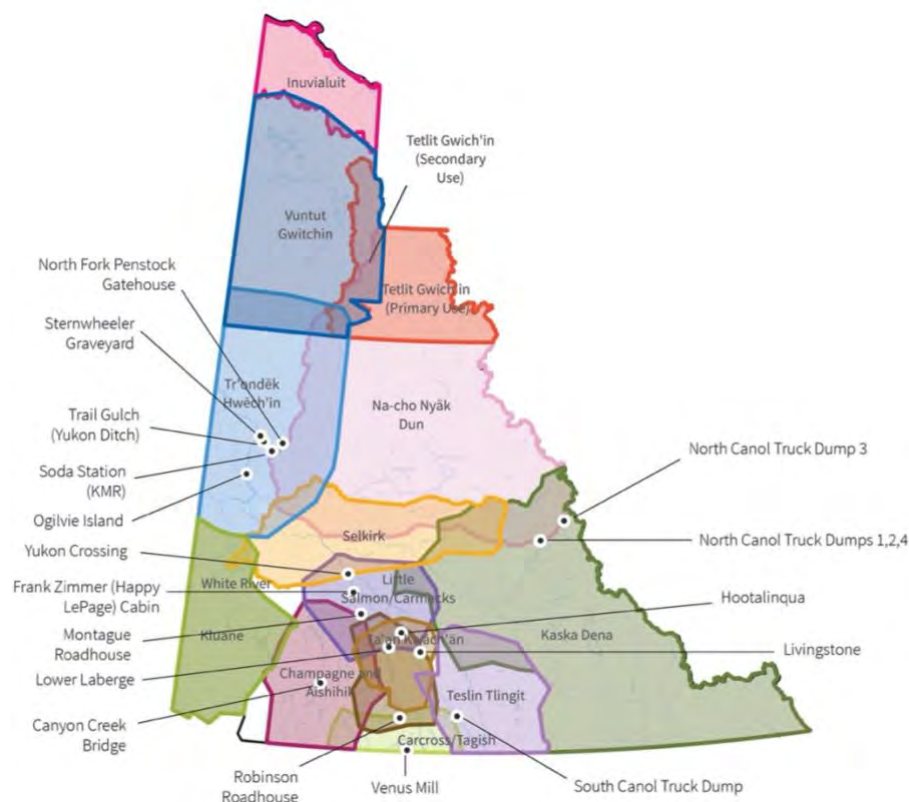 Inuvialuit
Tetlit Gwich'in
(Secondary
Use)
Vuntut
Gwitchin
North Fork Penstock
Gatehouse
Tetlit Gwich'in
(Primary Use)
Sternwheeler
Graveyard
Tr'ondëk
Hwëch'in
Na-cho Nyäk
Dun
Trail Gulch
(Yukon Ditch)
North Canol Truck Dump 3
Soda Station
(KMR)
Ogilvie Island
Selkirk
North Canol Truck Dumps 1,2,4
Yukon Crossing
White River
Little
Salmon/Carmacks
Frank Zimmer (Happy
LePage) Cabin
Hootalinqua
Kluane
Ta'an Kwäch'än
Kaska Dena
Montague
Roadhouse
Livingstone
Lower Laberge
Champagne and
Aishihik
Teslin Tlingit
Canyon Creek
Bridge
Carcross/Tagish
Robinson
Roadhouse
Venus Mill
South Canol Truck Dump